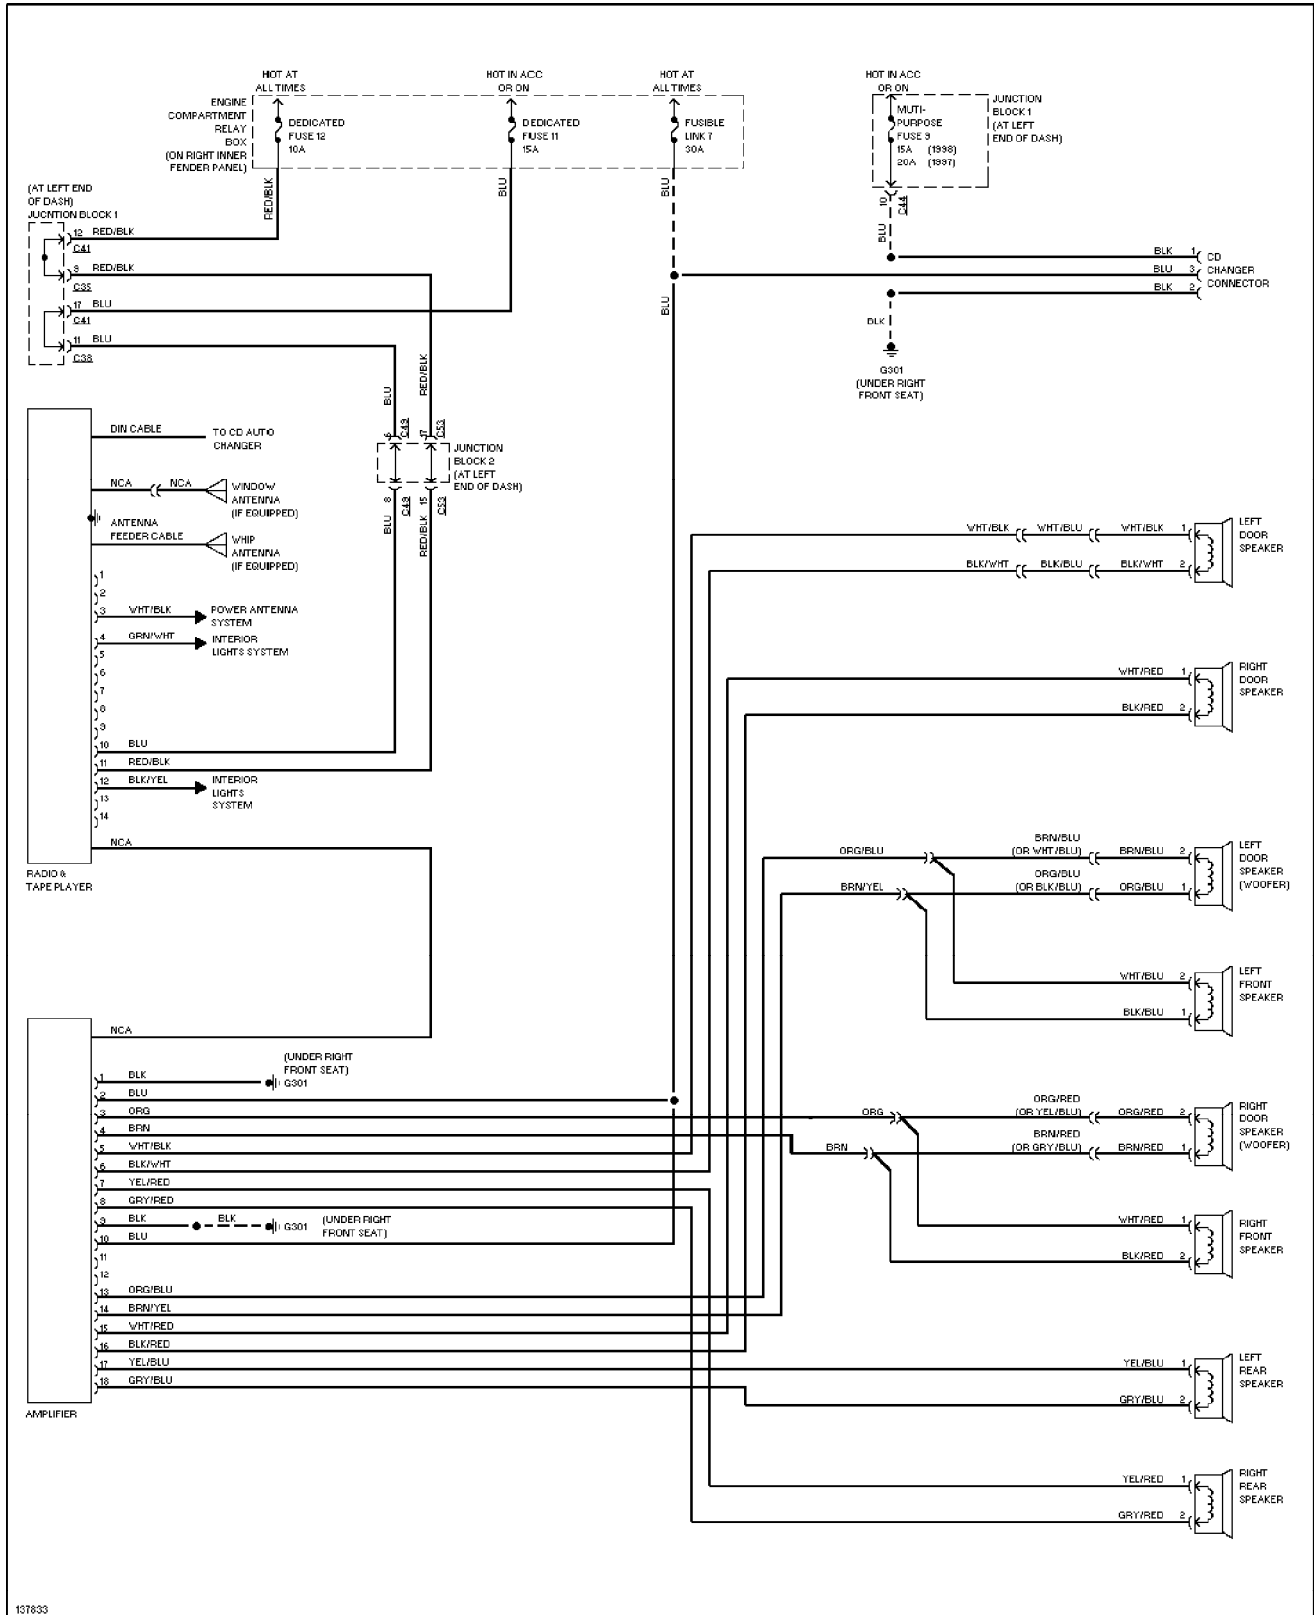 HOT AT
ALL TIMES
HOT IN ACC
OR ON
HOT AT
ALL TIMES
HOT IN ACC
OR ON
ENGINE
COMPARTMENT
RELAY
BOX
(ON RIGHT INNER
FENDER PANEL)
DEDICATED
FUSE 12
10A
DEDICATED
FUSE 11
15A
FUSIBLE
LINK 7
30A
MUTI-
PURPOSE
FUSE 9
15A (1998)
20A (1997)
JUNCTION
BLOCK 1
(AT LEFT
END OF DASH)
RED/BLK
BLU
BLU
10
C44
BLU
(AT LEFT END
OF DASH)
JUCNTION BLOCK 1
12 RED/BLK
C41
9 RED/BLK
C35
17 BLU
C41
11 BLU
C38
BLU
BLK 1
BLU 3
BLK 2
CD
CHANGER
CONNECTOR
BLK
G301
(UNDER RIGHT
FRONT SEAT)
BLU
RED/BLK
6
C49
17
C53
JUNCTION
BLOCK 2
(AT LEFT
END OF DASH)
8
C49
15
C53
BLU
RED/BLK
DIN CABLE
TO CD AUTO
CHANGER
NCA
NCA
WINDOW
ANTENNA
(IF EQUIPPED)
ANTENNA
FEEDER CABLE
WHIP
ANTENNA
(IF EQUIPPED)
1
2
3 WHT/BLK
POWER ANTENNA
SYSTEM
4 GRN/WHT
INTERIOR
LIGHTS SYSTEM
5
6
7
8
9
10 BLU
11 RED/BLK
12 BLK/YEL
INTERIOR
LIGHTS
SYSTEM
13
14
NCA
RADIO &
TAPE PLAYER
WHT/BLK WHT/BLU WHT/BLK 1
BLK/WHT BLK/BLU BLK/WHT 2
LEFT
DOOR
SPEAKER
WHT/RED 1
BLK/RED 2
RIGHT
DOOR
SPEAKER
ORG/BLU
BRN/BLU
(OR WHT/BLU)
BRN/BLU 2
BRN/YEL
ORG/BLU
(OR BLK/BLU)
ORG/BLU 1
LEFT
DOOR
SPEAKER
(WOOFER)
WHT/BLU 2
BLK/BLU 1
LEFT
FRONT
SPEAKER
NCA
(UNDER RIGHT
FRONT SEAT)
G301
1 BLK
2 BLU
3 ORG
4 BRN
5 WHT/BLK
6 BLK/WHT
7 YEL/RED
8 GRY/RED
9 BLK
BLK
G301
(UNDER RIGHT
FRONT SEAT)
10 BLU
11
12
13 ORG/BLU
14 BRN/YEL
15 WHT/RED
16 BLK/RED
17 YEL/BLU
18 GRY/BLU
AMPLIFIER
ORG
ORG/RED
(OR YEL/BLU)
ORG/RED 2
BRN
BRN/RED
(OR GRY/BLU)
BRN/RED 1
RIGHT
DOOR
SPEAKER
(WOOFER)
WHT/RED 1
BLK/RED 2
RIGHT
FRONT
SPEAKER
YEL/BLU 1
GRY/BLU 2
LEFT
REAR
SPEAKER
YEL/RED 1
GRY/RED 2
RIGHT
REAR
SPEAKER
137833